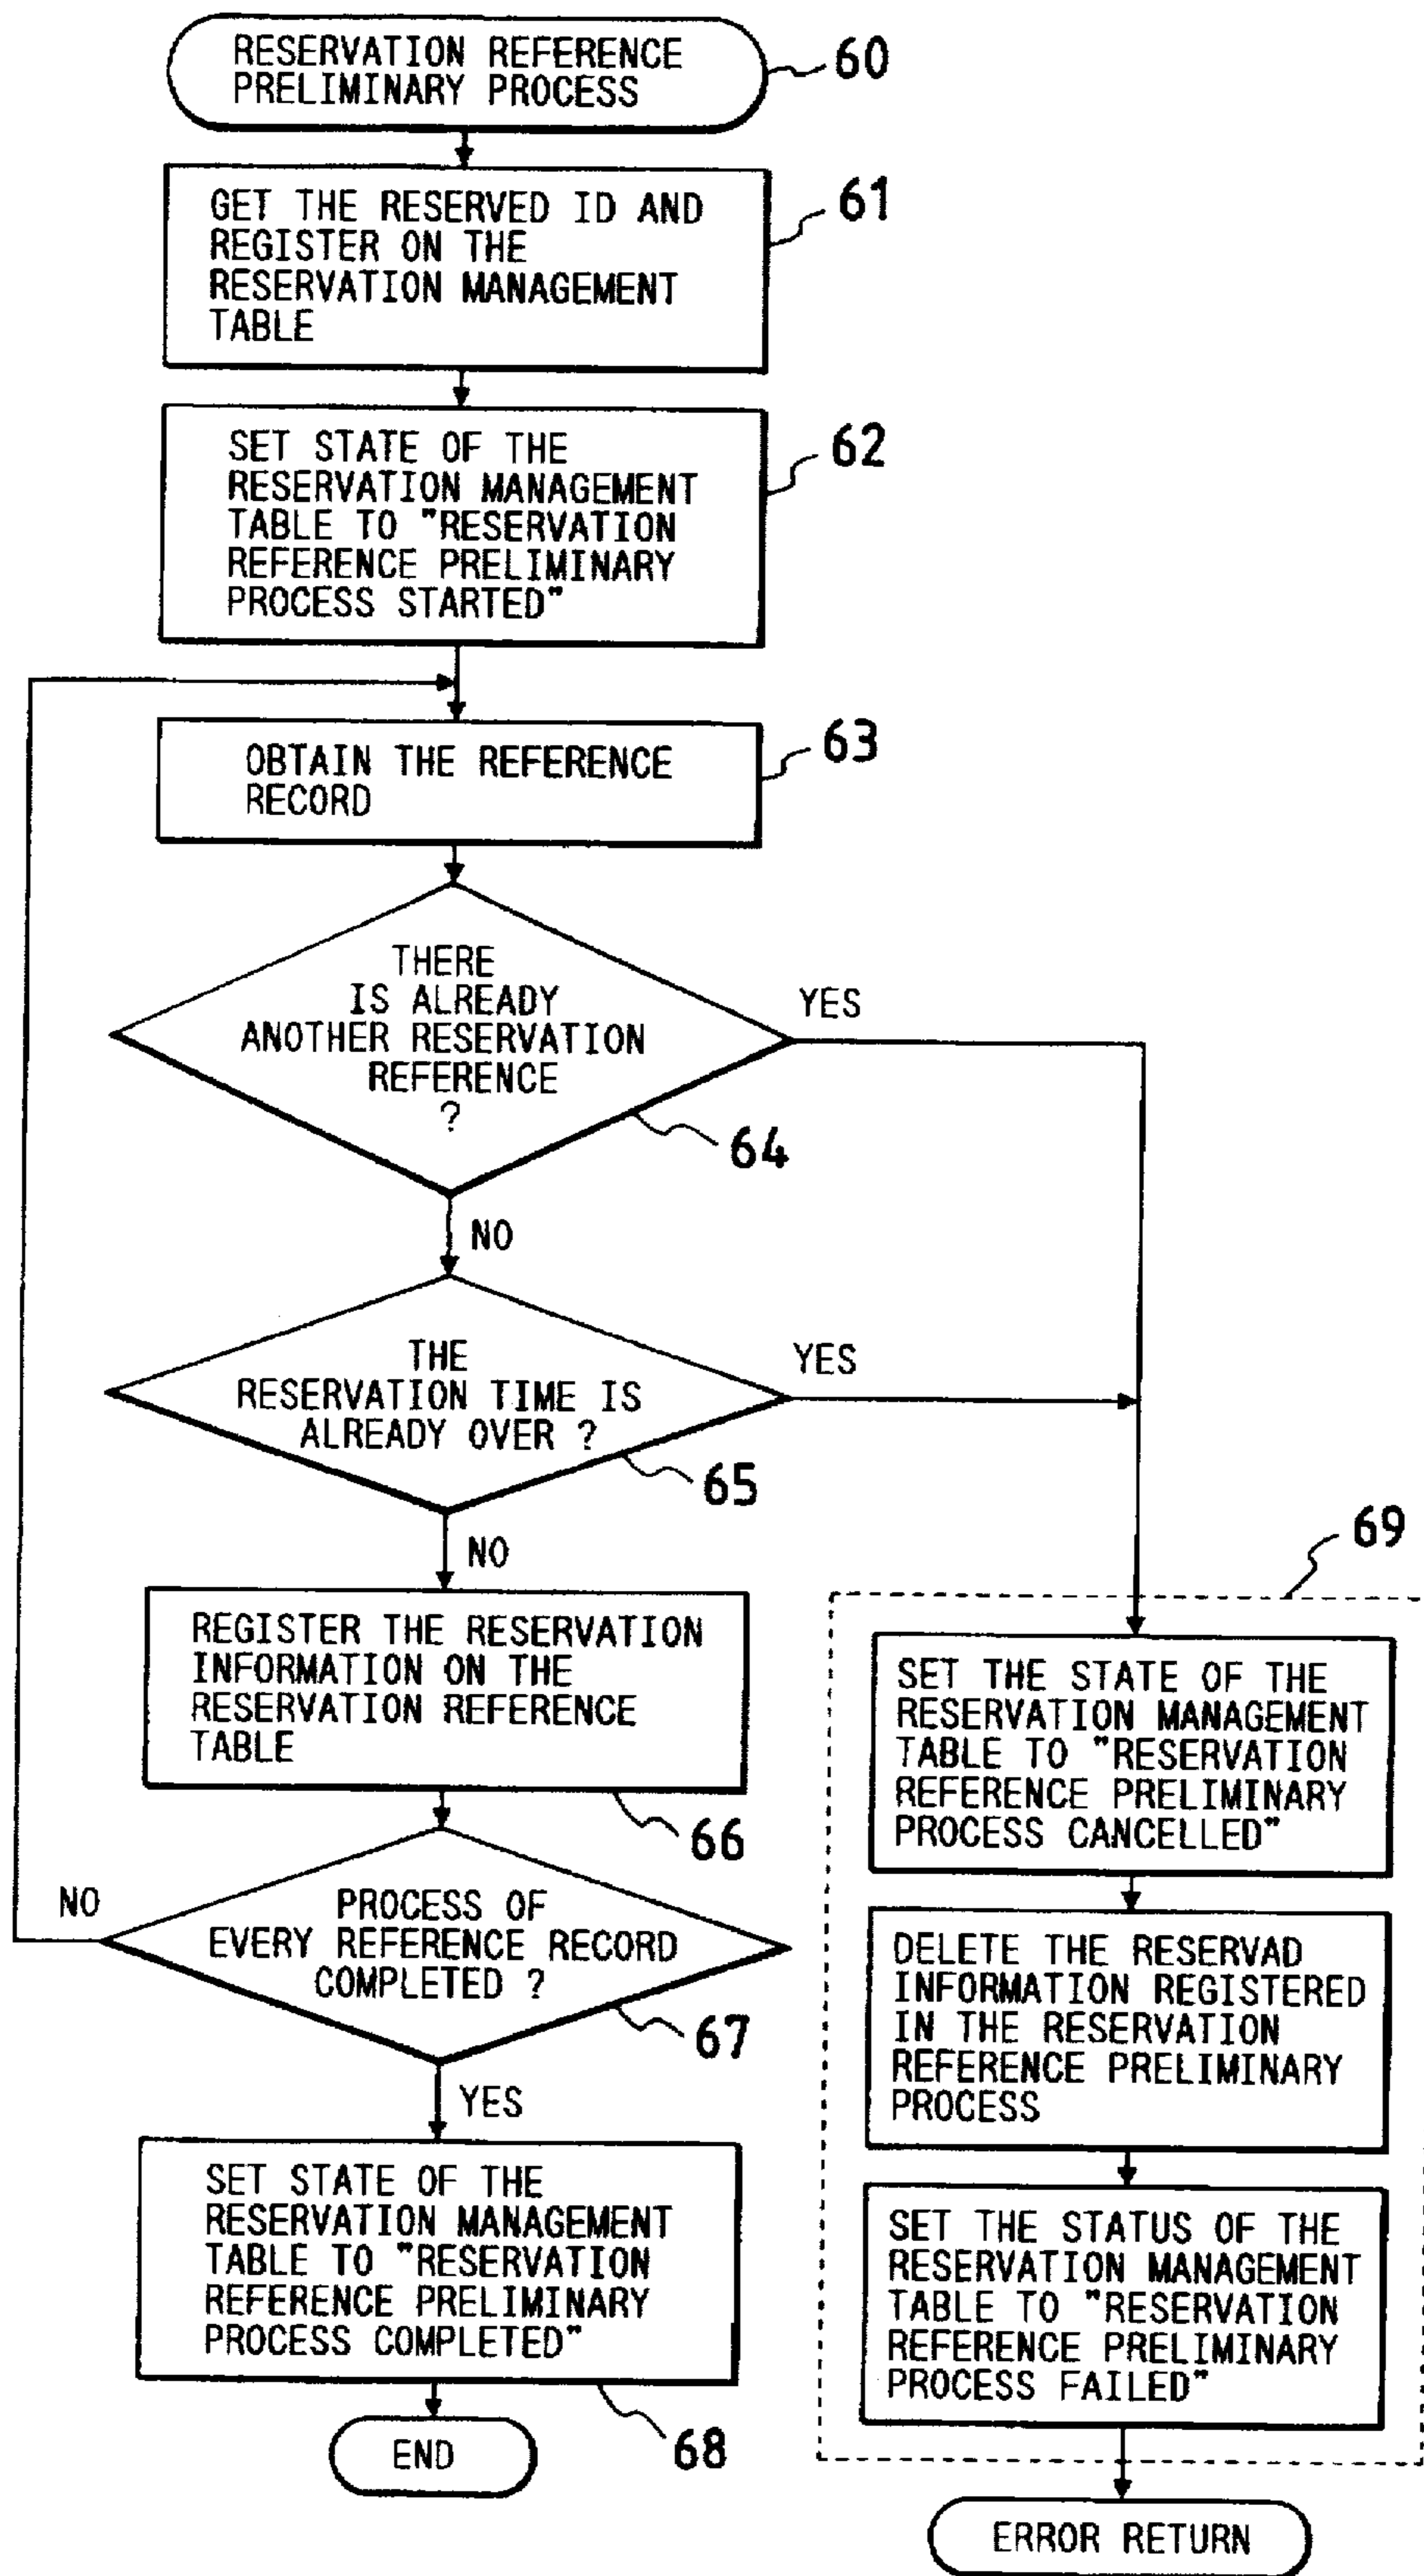 RESERVATION REFERENCE
PRELIMINARY PROCESS
60
GET THE RESERVED ID AND
REGISTER ON THE
RESERVATION MANAGEMENT
TABLE
61
SET STATE OF THE
RESERVATION MANAGEMENT
TABLE TO "RESERVATION
REFERENCE PRELIMINARY
PROCESS STARTED"
62
OBTAIN THE REFERENCE
RECORD
63
THERE
IS ALREADY
ANOTHER RESERVATION
REFERENCE
?
YES
64
NO
THE
RESERVATION TIME IS
ALREADY OVER ?
YES
65
NO
REGISTER THE RESERVATION
INFORMATION ON THE
RESERVATION REFERENCE
TABLE
66
PROCESS OF
EVERY REFERENCE RECORD
COMPLETED ?
NO
67
YES
SET STATE OF THE
RESERVATION MANAGEMENT
TABLE TO "RESERVATION
REFERENCE PRELIMINARY
PROCESS COMPLETED"
68
END
69
SET THE STATE OF THE
RESERVATION MANAGEMENT
TABLE TO "RESERVATION
REFERENCE PRELIMINARY
PROCESS CANCELLED"
DELETE THE RESERVAD
INFORMATION REGISTERED
IN THE RESERVATION
REFERENCE PRELIMINARY
PROCESS
SET THE STATUS OF THE
RESERVATION MANAGEMENT
TABLE TO "RESERVATION
REFERENCE PRELIMINARY
PROCESS FAILED"
ERROR RETURN